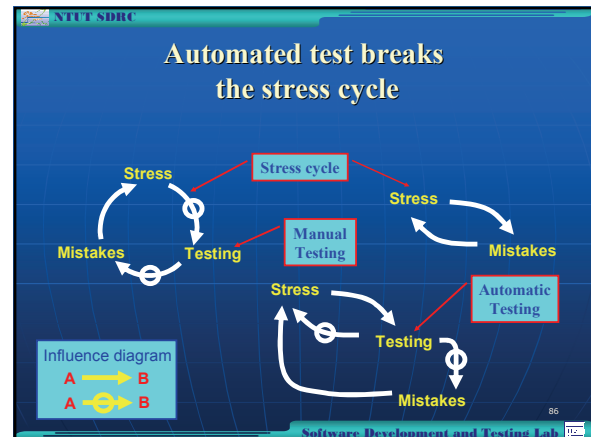 NTUT SDRC
Automated test breaks
the stress cycle
Stress
Stress cycle
Stress
Manual
Testing
Mistakes
Testing
Mistakes
Stress
Automatic
Testing
Testing
Influence diagram
A B
A B
Mistakes
86
Software Development and Testing Lab